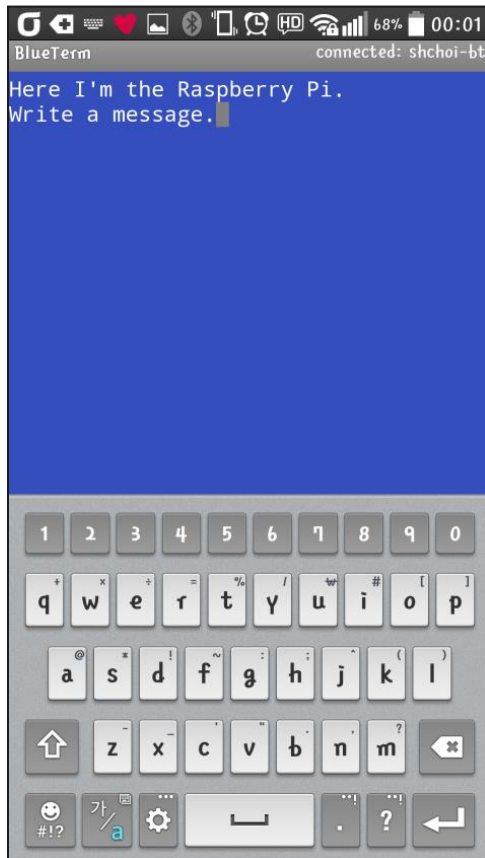 HD 68% 00:01
BlueTerm connected: shchoi-bt
Here I'm the Raspberry Pi.
Write a message.
1 2 3 4 5 6 7 8 9 0
+ × ÷ = % / ₩ # [ ]
q w e r t y u i o p
@ * ! ~ : ; ^ ( )
a s d f g h j k l
- _ ' " . , ?
z x c v b n m
#!? 가/a . ?